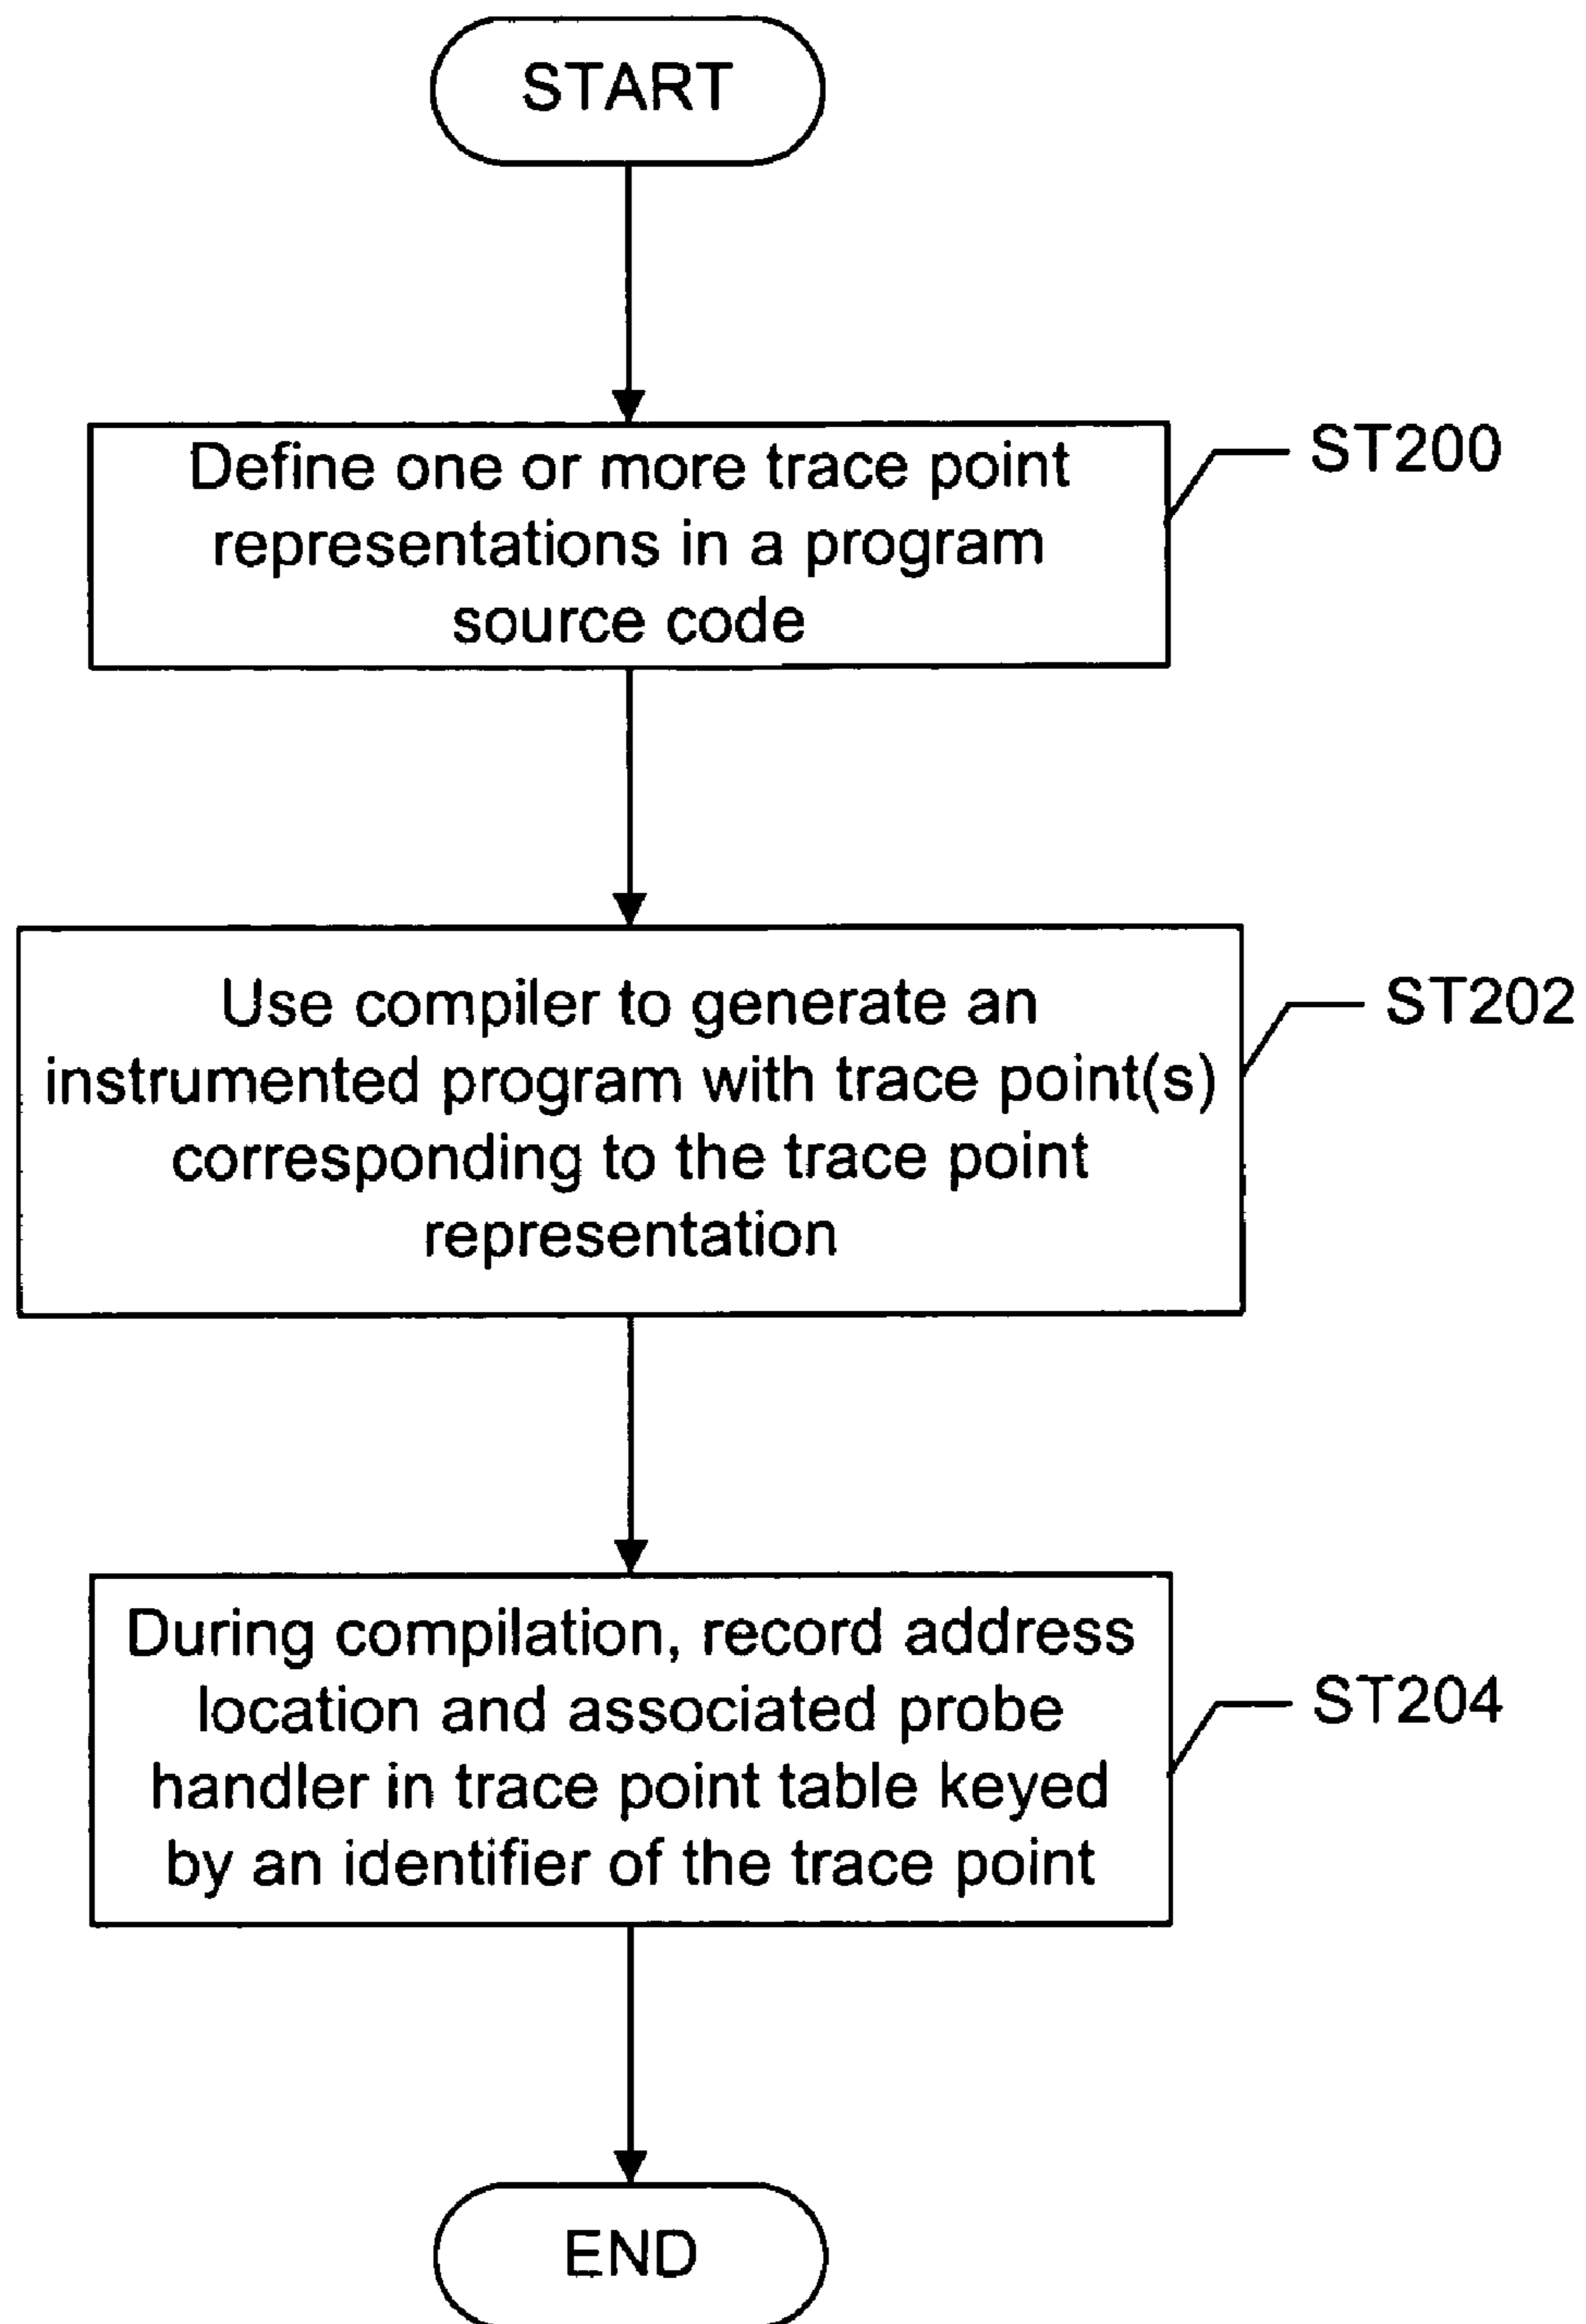 START
Define one or more trace point
representations in a program
source code
ST200
Use compiler to generate an
instrumented program with trace point(s)
corresponding to the trace point
representation
ST202
During compilation, record address
location and associated probe
handler in trace point table keyed
by an identifier of the trace point
ST204
END